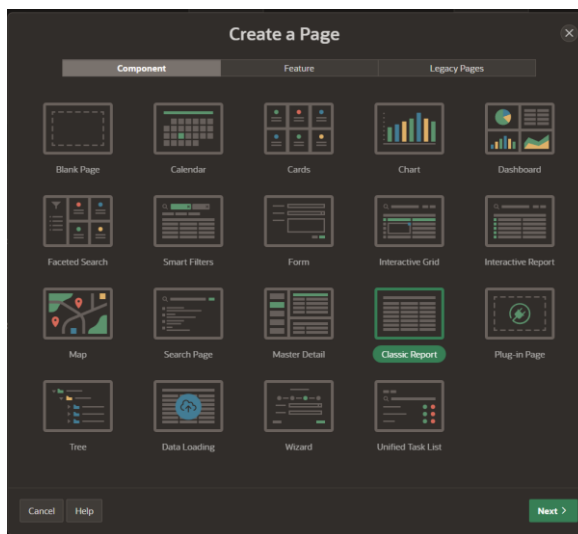 Create a Page
Component Feature Legacy Pages
Blank Page Calendar Cards Chart Dashboard
Faceted Search Smart Filters Form Interactive Grid Interactive Report
Map Search Page Master Detail Classic Report Plug-in Page
Tree Data Loading Wizard Unified Task List
Cancel Help Next >